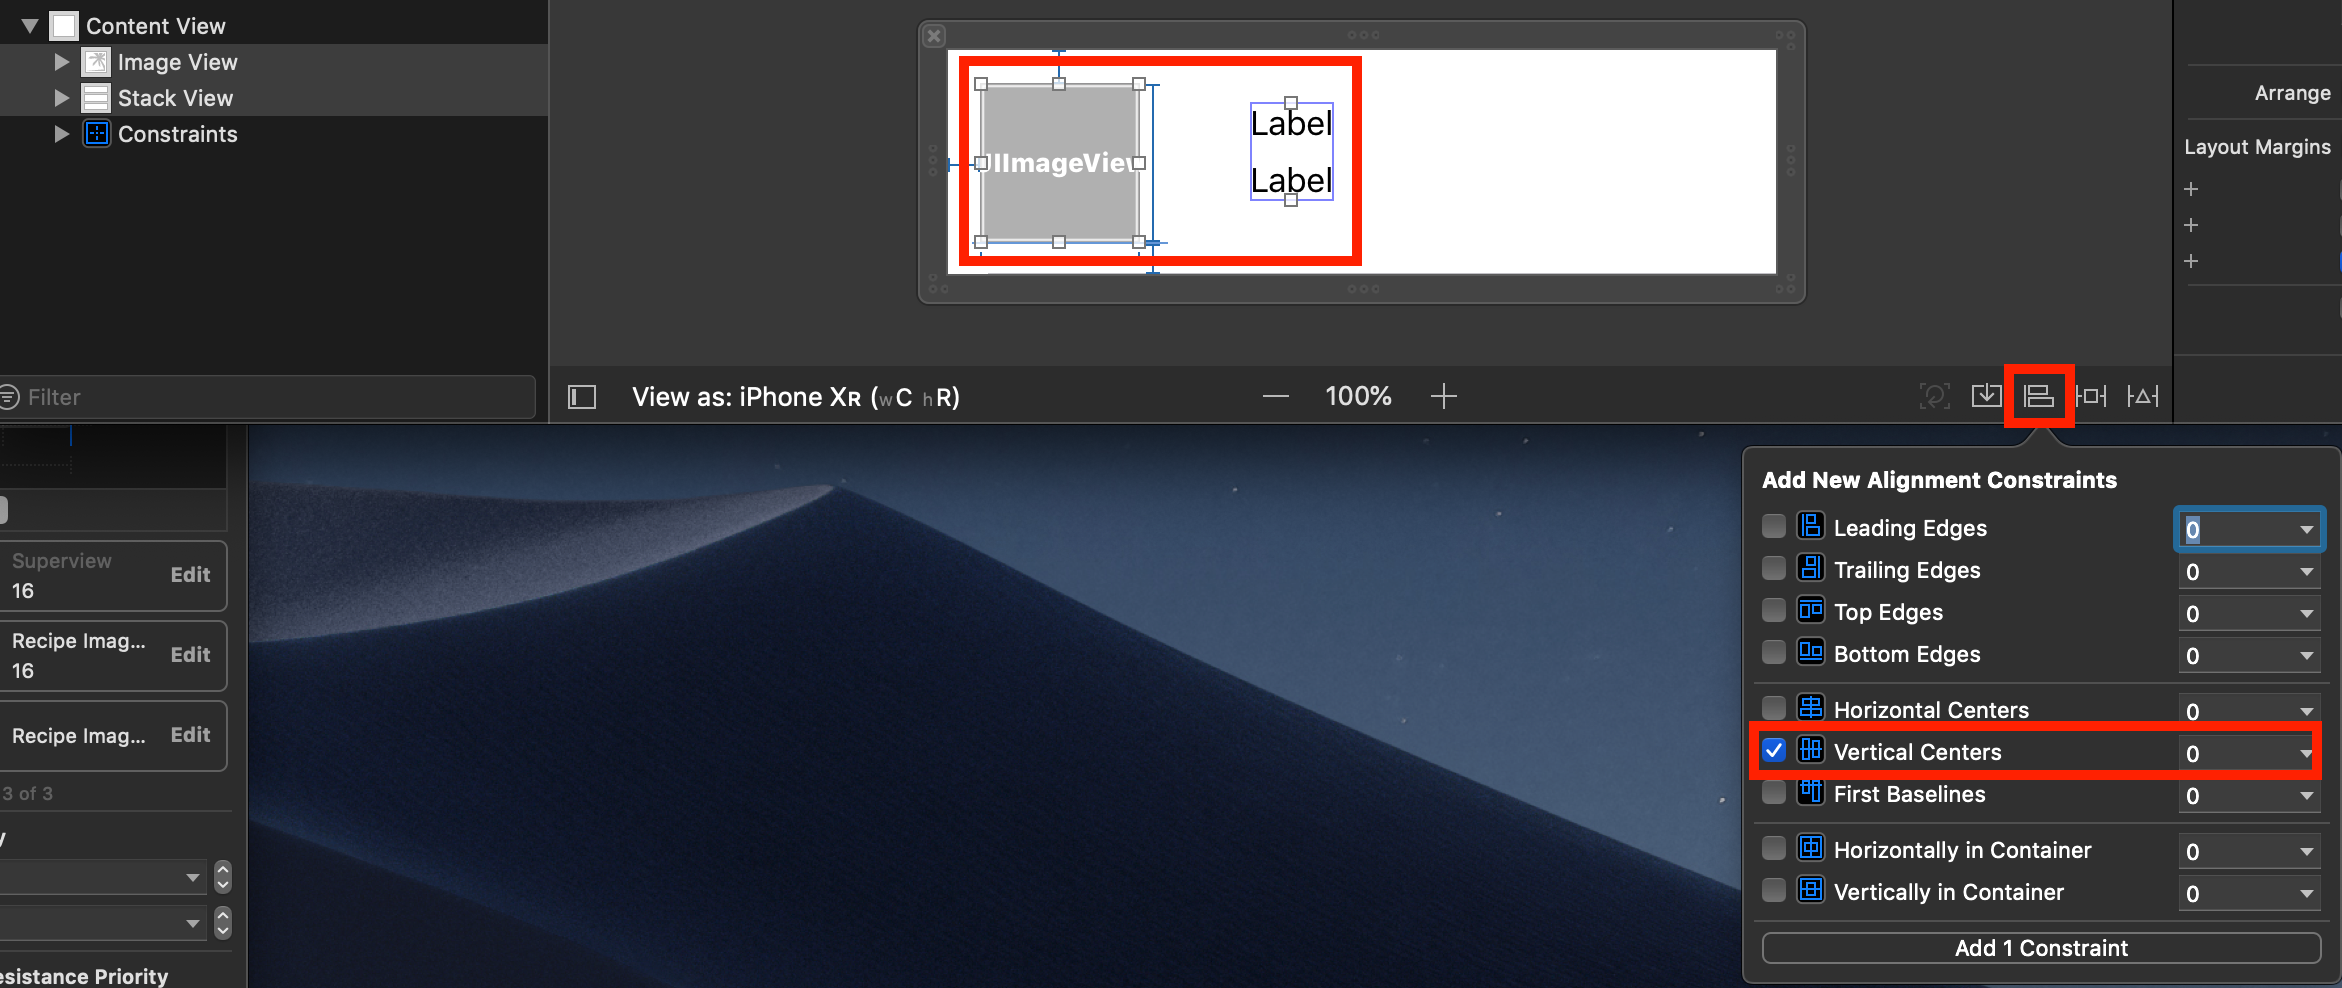 Content View
Image View
Stack View
Constraints
Filter
UIImageView
Label
Label
View as: iPhone XR (wC hR)
100%
Arrange
Layout Margins
Superview
16
Edit
Recipe Imag...
16
Edit
Recipe Imag...
Edit
3 of 3
y
esistance Priority
Add New Alignment Constraints
Leading Edges 0
Trailing Edges 0
Top Edges 0
Bottom Edges 0
Horizontal Centers 0
Vertical Centers 0
First Baselines 0
Horizontally in Container 0
Vertically in Container 0
Add 1 Constraint